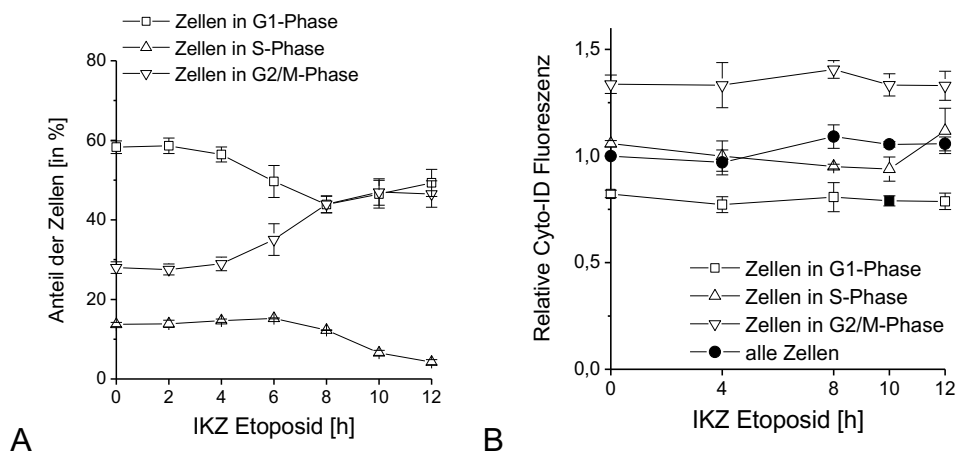 Zellen in G1-Phase
Zellen in S-Phase
Zellen in G2/M-Phase
Anteil der Zellen [in %]
80
60
40
20
0
0 2 4 6 8 10 12
IKZ Etoposid [h]
A
Relative Cyto-ID Fluoreszenz
1,5
1,0
0,5
0,0
Zellen in G1-Phase
Zellen in S-Phase
Zellen in G2/M-Phase
alle Zellen
0 4 8 10 12
IKZ Etoposid [h]
B